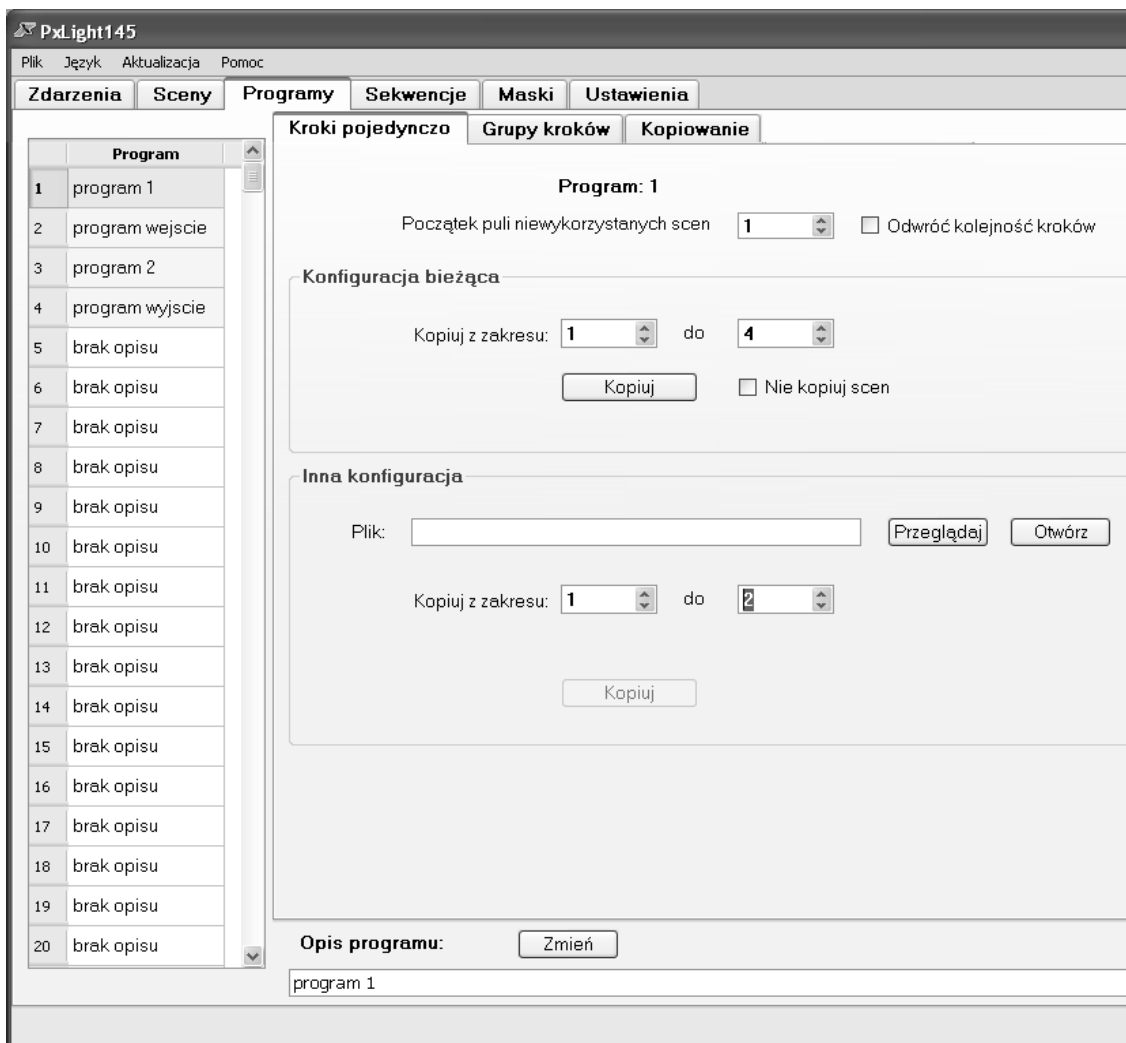 PxLight145
Plik Język Aktualizacja Pomoc
Zdarzenia Sceny Programy Sekwencje Maski Ustawienia
Kroki pojedynczo Grupy kroków Kopiowanie
Program
1 program 1
2 program wejscie
3 program 2
4 program wyjscie
5 brak opisu
6 brak opisu
7 brak opisu
8 brak opisu
9 brak opisu
10 brak opisu
11 brak opisu
12 brak opisu
13 brak opisu
14 brak opisu
15 brak opisu
16 brak opisu
17 brak opisu
18 brak opisu
19 brak opisu
20 brak opisu
Program: 1
Początek puli niewykorzystanych scen 1 Odwróć kolejność kroków
Konfiguracja bieżąca
Kopiuj z zakresu: 1 do 4
Kopiuj Nie kopiuj scen
Inna konfiguracja
Plik: Przeglądaj Otwórz
Kopiuj z zakresu: 1 do 2
Kopiuj
Opis programu: Zmień
program 1